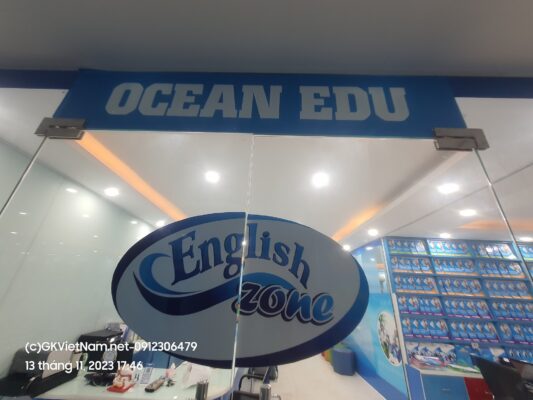 OCEAN EDU
English
zone
(c)GKVietNam.net-0912306479
13 tháng 11, 2023 17:46